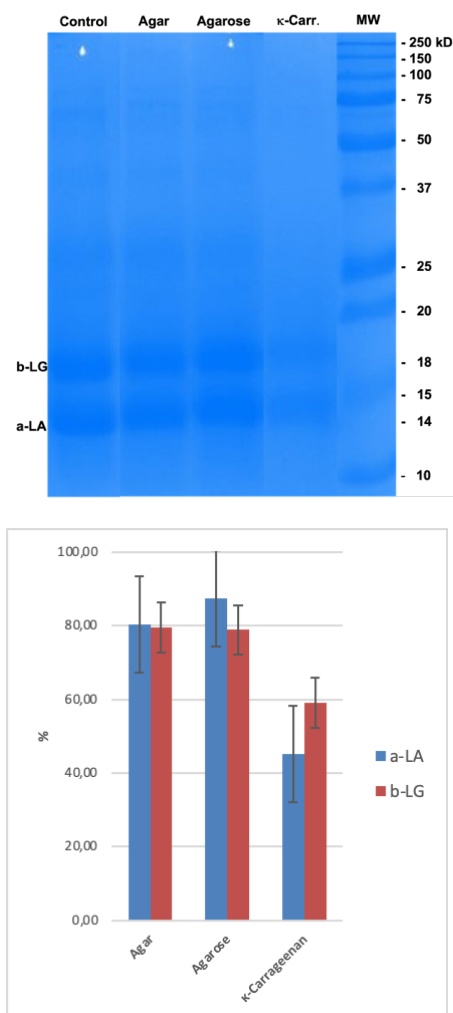 Control Agar Agarose κ-Carr. MW
- 250 kD
- 150
- 100
- 75
- 50
- 37
- 25
- 20
- 18
- 15
- 14
- 10
b-LG
a-LA
100,00
80,00
60,00
40,00
20,00
0,00
%
Agar
Agarose
κ-Carrageenan
a-LA
b-LG